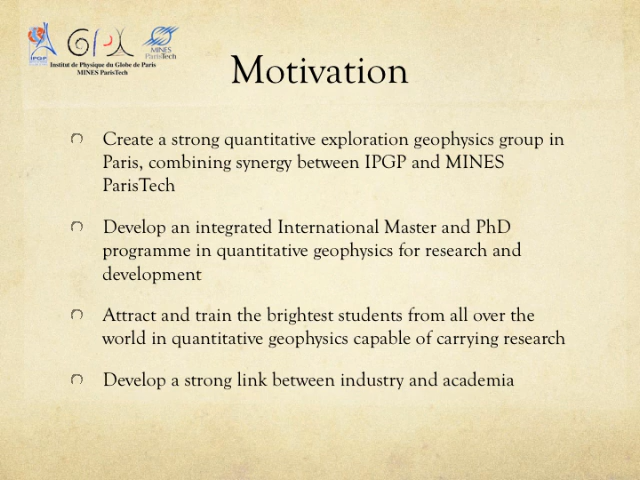 IPGP
MINES
ParisTech
Institut de Physique du Globe de Paris
MINES ParisTech
Motivation
Create a strong quantitative exploration geophysics group in
Paris, combining synergy between IPGP and MINES
ParisTech
Develop an integrated International Master and PhD
programme in quantitative geophysics for research and
development
Attract and train the brightest students from all over the
world in quantitative geophysics capable of carrying research
Develop a strong link between industry and academia